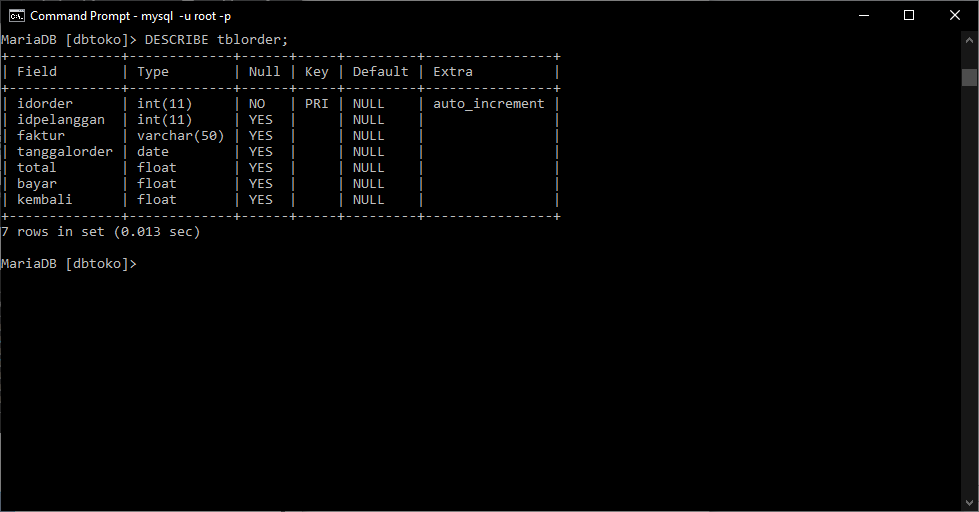 Command Prompt - mysql  -u root -p
MariaDB [dbtoko]> DESCRIBE tblorder;
+--------------+-------------+------+-----+---------+----------------+
| Field        | Type        | Null | Key | Default | Extra          |
+--------------+-------------+------+-----+---------+----------------+
| idorder      | int(11)     | NO   | PRI | NULL    | auto_increment |
| idpelanggan  | int(11)     | YES  |     | NULL    |                |
| faktur       | varchar(50) | YES  |     | NULL    |                |
| tanggalorder | date        | YES  |     | NULL    |                |
| total        | float       | YES  |     | NULL    |                |
| bayar        | float       | YES  |     | NULL    |                |
| kembali      | float       | YES  |     | NULL    |                |
+--------------+-------------+------+-----+---------+----------------+
7 rows in set (0.013 sec)
MariaDB [dbtoko]>